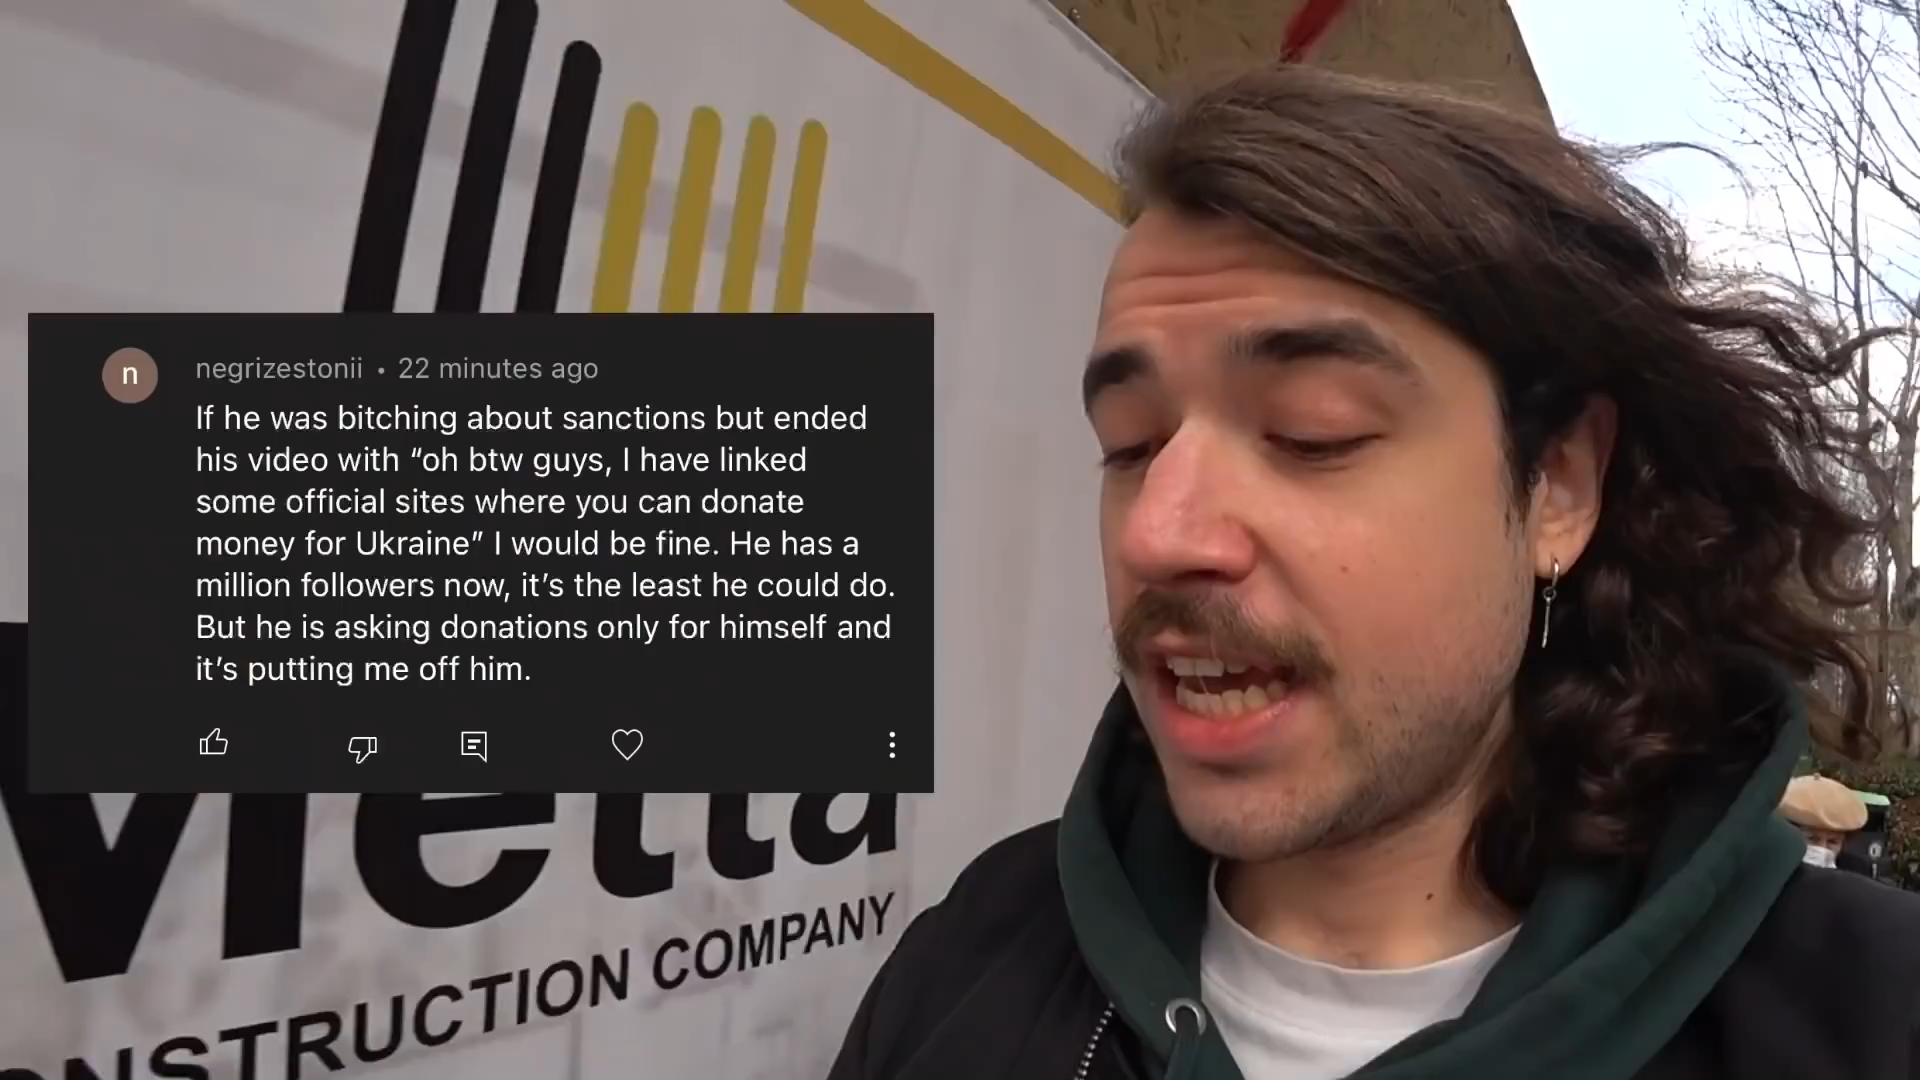 n
negrizestonii • 22 minutes ago
If he was bitching about sanctions but ended
his video with “oh btw guys, I have linked
some official sites where you can donate
money for Ukraine” I would be fine. He has a
million followers now, it’s the least he could do.
But he is asking donations only for himself and
it’s putting me off him.
CONSTRUCTION COMPANY